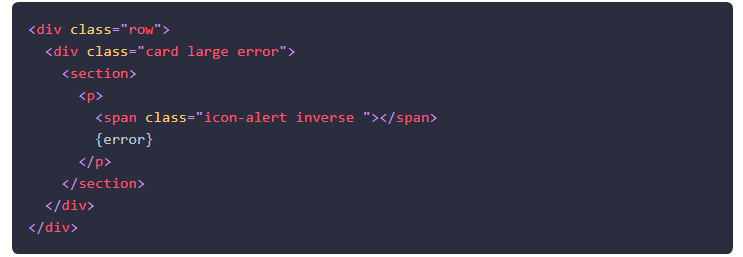 <div class="row">
  <div class="card large error">
    <section>
      <p>
        <span class="icon-alert inverse "></span>
        {error}
      </p>
    </section>
  </div>
</div>